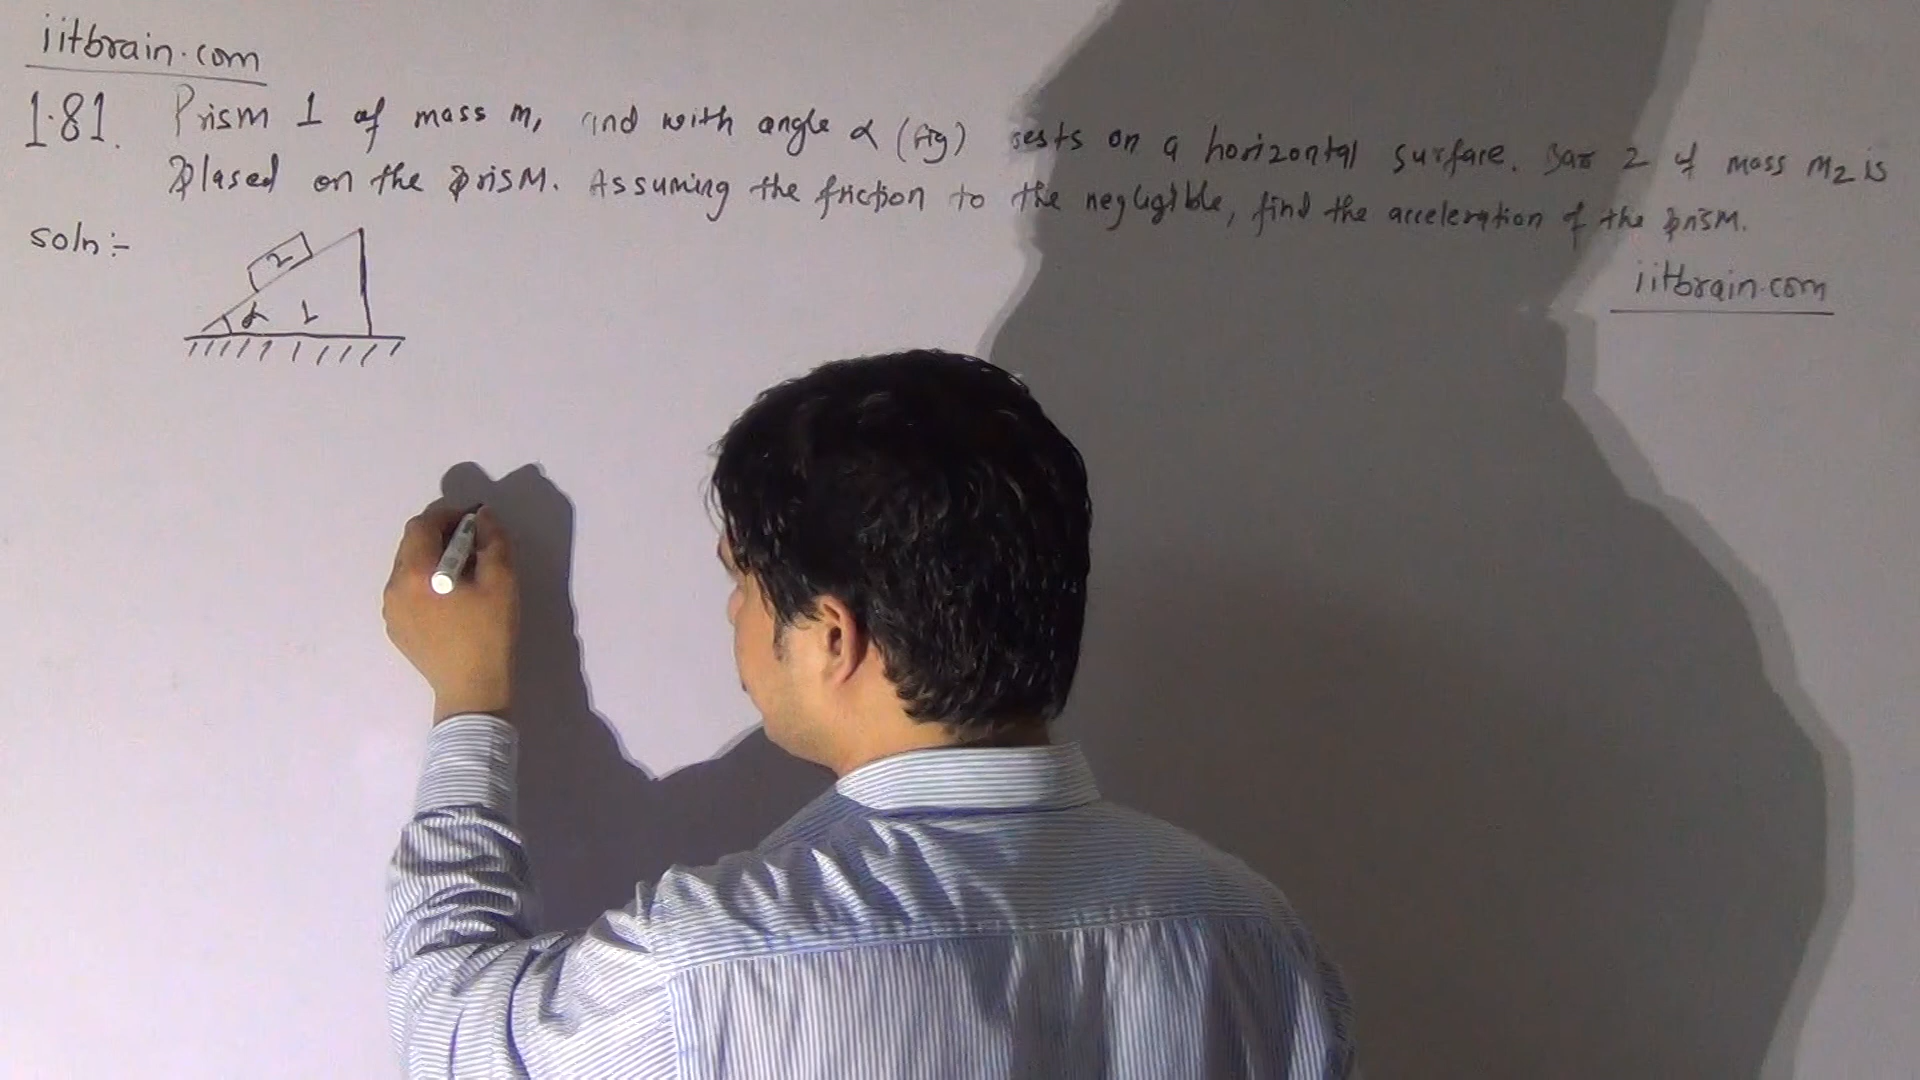 iitbrain.com
1.81. Prism 1 of mass m, and with angle α (fig) rests on a horizontal surface. Bar 2 of mass m2 is
plased on the prism. Assuming the friction to the negligible, find the acceleration of the prism.
soln:-
iitbrain.com
2
α 1